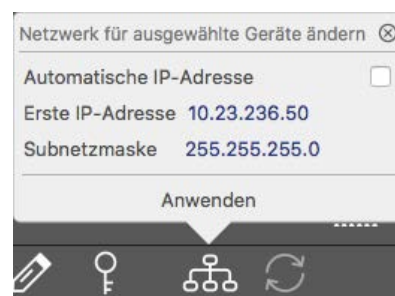 Netzwerk für ausgewählte Geräte ändern
Automatische IP-Adresse
Erste IP-Adresse 10.23.236.50
Subnetzmaske 255.255.255.0
Anwenden